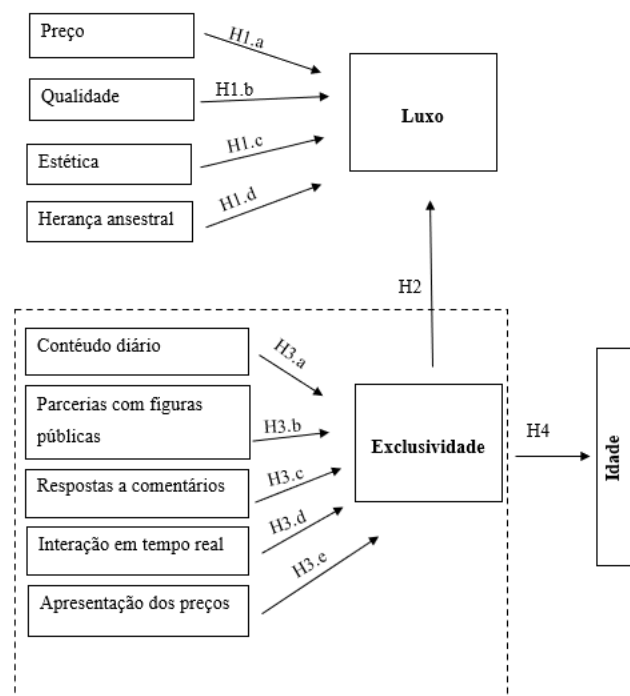 Preço
H1.a
Qualidade
H1.b
Luxo
Estética
H1.c
Herança ansestral
H1.d
H2
Contéudo diário
H3.a
Parcerias com figuras
públicas
H3.b
Exclusividade
H4
Idade
Respostas a comentários
H3.c
Interação em tempo real
H3.d
Apresentação dos preços
H3.e